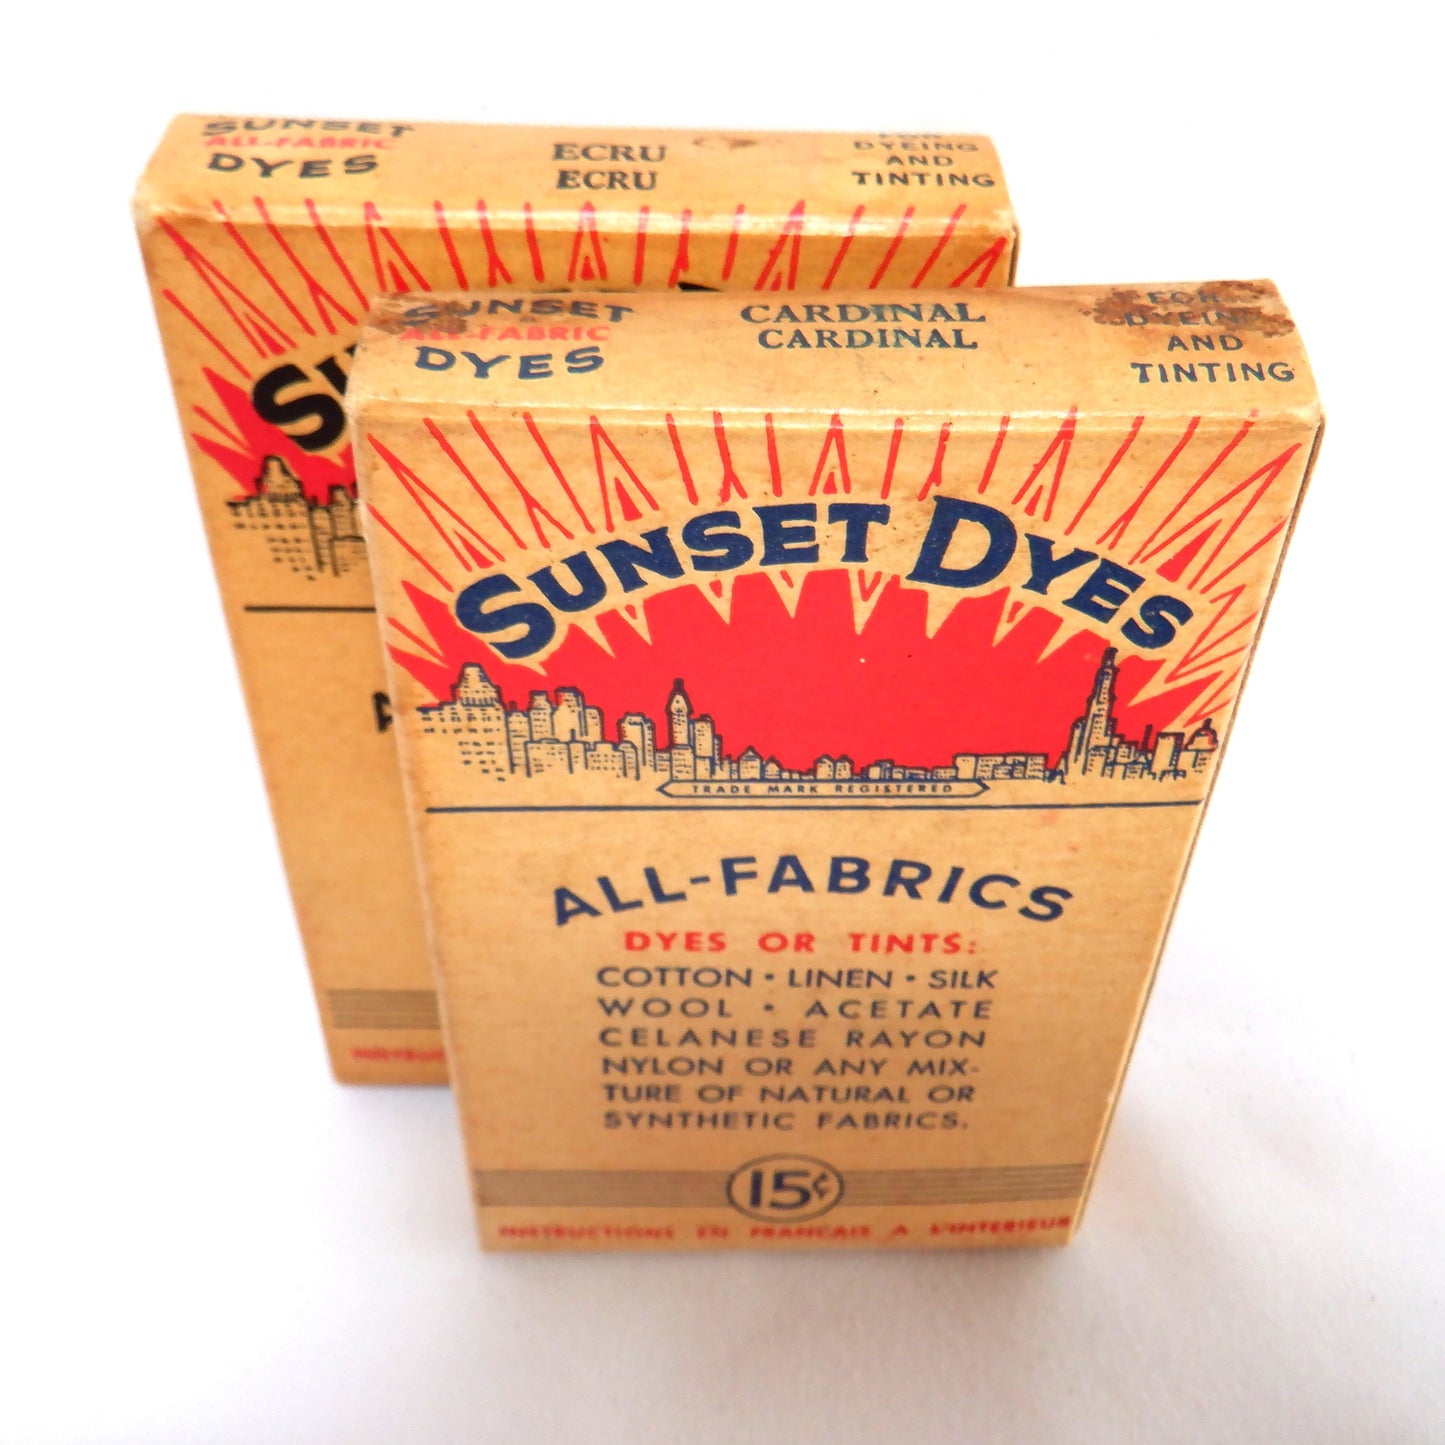 SUNSET
ALL-FABRIC
DYES
ECRU
ECRU
FOR
DYEING
AND
TINTING
SUNSET
ALL-FABRIC
DYES
CARDINAL
CARDINAL
FOR
DYEING
AND
TINTING
SUNSET DYES
TRADE MARK REGISTERED
ALL-FABRICS
DYES OR TINTS:
COTTON • LINEN • SILK
WOOL • ACETATE
CELANESE RAYON
NYLON OR ANY MIX-
TURE OF NATURAL OR
SYNTHETIC FABRICS.
15¢
INSTRUCTIONS EN FRANCAIS A L'INTERIEUR